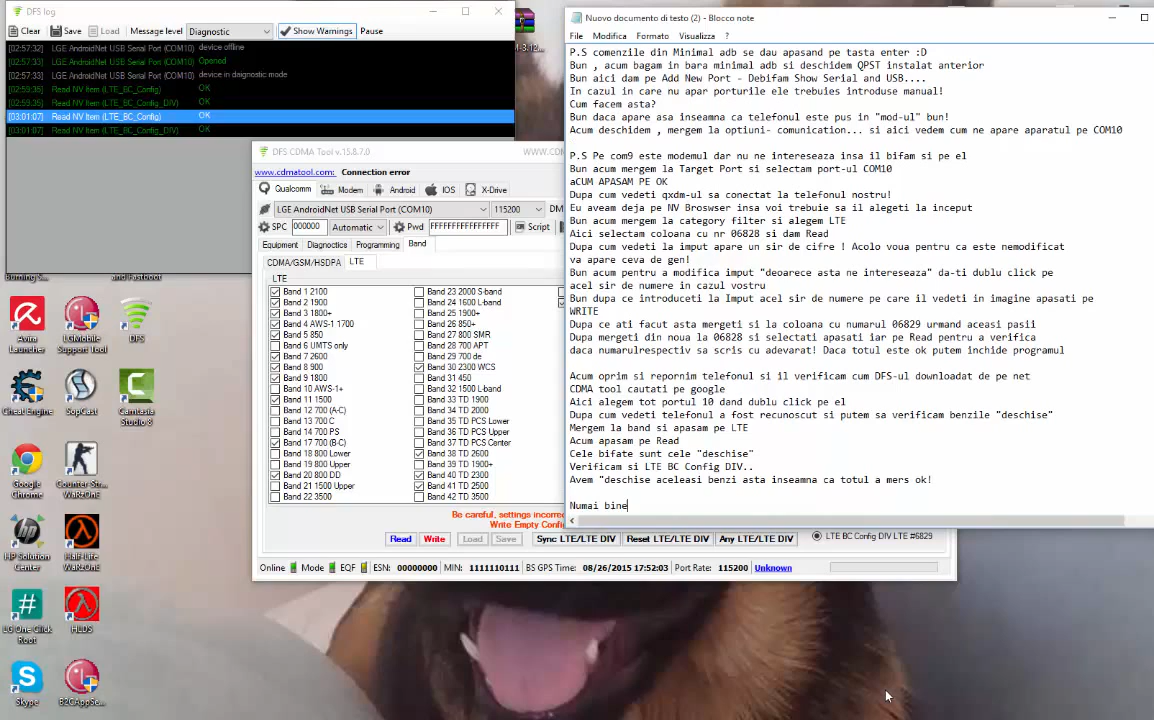 DFS log
Clear Save Load Message level Diagnostic Show Warnings Pause
[02:57:32] LGE AndroidNet USB Serial Port (COM10) device offline
[02:57:33] LGE AndroidNet USB Serial Port (COM10) Opened
[02:57:33] LGE AndroidNet USB Serial Port (COM10) device in daignostic mode
[02:59:35] Read NV Item (LTE_BC_Config) OK
[02:59:35] Read NV Item (LTE_BC_Config_DIV) OK
[03:01:07] Read NV Item (LTE_BC_Config) OK
[03:01:07] Read NV Item (LTE_BC_Config_DIV) OK
Burning S...
and Fastboot
Avira Launcher
LGMobile Support Tool
DFS
Cheat Engine
SopCast
Camtasia Studio 8
Google Chrome
Counter Str... WaRzOnE
HP Solution Center
Half-Life WaRzOnE
LG One Click Root
HLDS
Skype
B2CAppSe...
DFS CDMA Tool v.15.8.7.0
www.cdmatool.com: Connection error
Qualcomm Modem Android IOS X-Drive
LGE AndroidNet USB Serial Port (COM10) 115200
SPC 000000 Automatic Pwd FFFFFFFFFFFFFFFF Script
Equipment Diagnostics Programming Band
CDMA/GSM/HSDPA LTE
LTE
Band 1 2100
Band 2 1900
Band 3 1800+
Band 4 AWS-1 1700
Band 5 850
Band 6 UMTS only
Band 7 2600
Band 8 900
Band 9 1800
Band 10 AWS-1+
Band 11 1500
Band 12 700 (A-C)
Band 13 700 C
Band 14 700 PS
Band 17 700 (B-C)
Band 18 800 Lower
Band 19 800 Upper
Band 20 800 DD
Band 21 1500 Upper
Band 22 3500
Band 23 2000 S-band
Band 24 1600 L-band
Band 25 1900+
Band 26 850+
Band 27 800 SMR
Band 28 700 APT
Band 29 700 de
Band 30 2300 WCS
Band 31 450
Band 32 1500 L-band
Band 33 TD 1900
Band 34 TD 2000
Band 35 TD PCS Lower
Band 36 TD PCS Upper
Band 37 TD PCS Center
Band 38 TD 2600
Band 39 TD 1900+
Band 40 TD 2300
Band 41 TD 2500
Band 42 TD 3500
Be careful, settings incorrec
Write Empty Config
Read Write Load Save Sync LTE/LTE DIV Reset LTE/LTE DIV Any LTE/LTE DIV LTE BC Config DIV LTE #6829
Online Mode EQF ESN: 00000000 MIN: 1111110111 BS GPS Time: 08/26/2015 17:52:03 Port Rate: 115200 Unknown
Nuovo documento di testo (2) - Blocco note
File Modifica Formato Visualizza ?
P.S comenzile din Minimal adb se dau apasand pe tasta enter :D
Bun , acum bagam in bara minimal adb si deschidem QPST instalat anterior
Bun aici dam pe Add New Port - Debifam Show Serial and USB....
In cazul in care nu apar porturile ele trebuies introduse manual!
Cum facem asta?
Bun daca apare asa inseamna ca telefonul este pus in "mod-ul" bun!
Acum deschidem , mergem la optiuni- comunication... si aici vedem cum ne apare aparatul pe COM10
P.S Pe com9 este modemul dar nu ne intereseaza insa il bifam si pe el
Bun acum mergem la Target Port si selectam port-ul COM10
aCUM APASAM PE OK
Dupa cum vedeti qxdm-ul sa conectat la telefonul nostru!
Eu aveam deja pe NV Broswser insa voi trebuie sa il alegeti la inceput
Bun acum mergem la category filter si alegem LTE
Aici selectam coloana cu nr 06828 si dam Read
Dupa cum vedeti la imput apare un sir de cifre ! Acolo voua pentru ca este nemodificat
va apare ceva de gen!
Bun acum pentru a modifica imput "deoarece asta ne intereseaza" da-ti dublu click pe
acel sir de numere in cazul vostru
Bun dupa ce introduceti la Imput acel sir de numere pe care il vedeti in imagine apasati pe
WRITE
Dupa ce ati facut asta mergeti si la coloana cu numarul 06829 urmand aceasi pasii
Dupa mergeti din noua la 06828 si selectati apasati iar pe Read pentru a verifica
daca numarulrespectiv sa scris cu adevarat! Daca totul este ok putem inchide programul
Acum oprim si repornim telefonul si il verificam cum DFS-ul downloadat de pe net
CDMA tool cautati pe google
Aici alegem tot portul 10 dand dublu click pe el
Dupa cum vedeti telefonul a fost recunoscut si putem sa verificam benzile "deschise"
Mergem la band si apasam pe LTE
Acum apasam pe Read
Cele bifate sunt cele "deschise"
Verificam si LTE BC Config DIV..
Avem "deschise aceleasi benzi asta inseamna ca totul a mers ok!
Numai bine